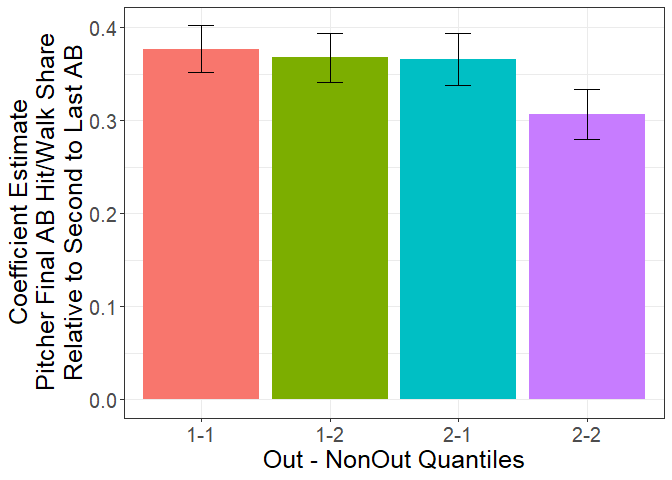 Coefficient Estimate
Pitcher Final AB Hit/Walk Share
Relative to Second to Last AB
0.4
0.3
0.2
0.1
0.0
1-1 1-2 2-1 2-2
Out - NonOut Quantiles